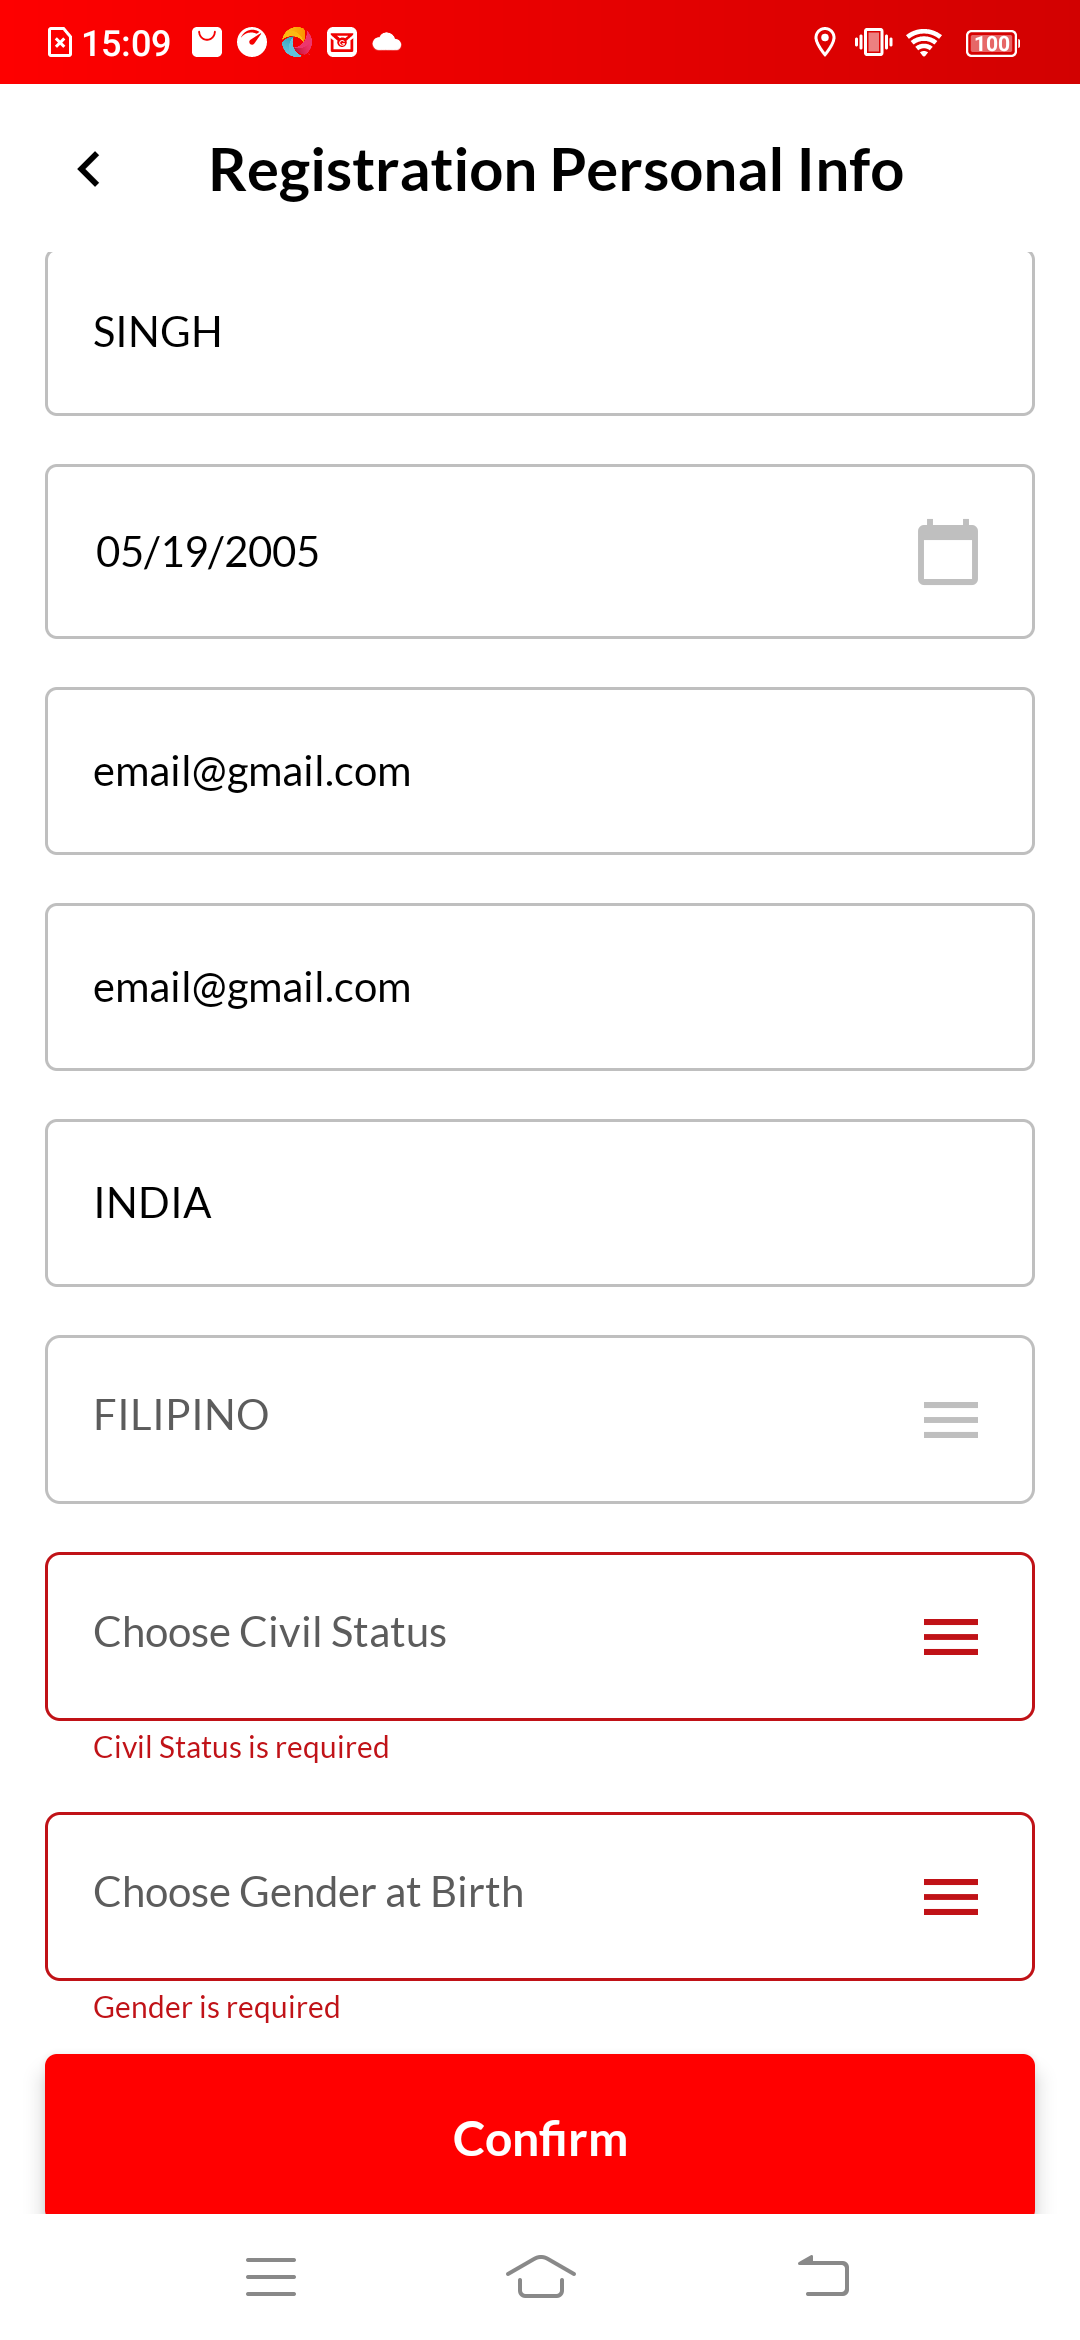 15:09
100
Registration Personal Info
SINGH
05/19/2005
email@gmail.com
email@gmail.com
INDIA
FILIPINO
Choose Civil Status
Civil Status is required
Choose Gender at Birth
Gender is required
Confirm